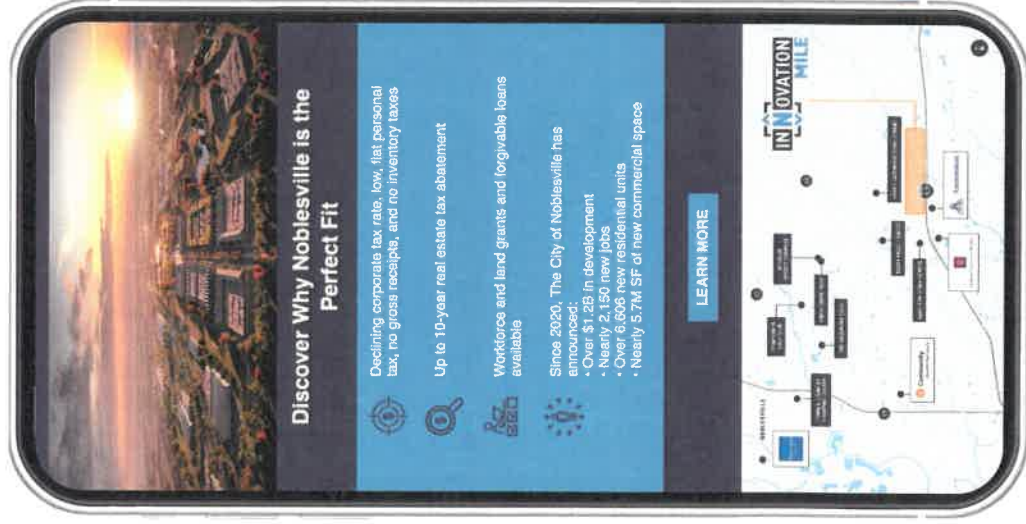 Discover Why Noblesville is the
Perfect Fit
Declining corporate tax rate, low, flat personal
tax, no gross receipts, and no inventory taxes
Up to 10-year real estate tax abatement
Workforce and land grants and forgivable loans
available
Since 2020, The City of Noblesville has
announced:
• Over $1.2B in development
• Nearly 2,150 new jobs
• Over 6,606 new residential units
• Nearly 5.7M SF of new commercial space
LEARN MORE
INNOVATION
MILE
NOBLESVILLE
Community